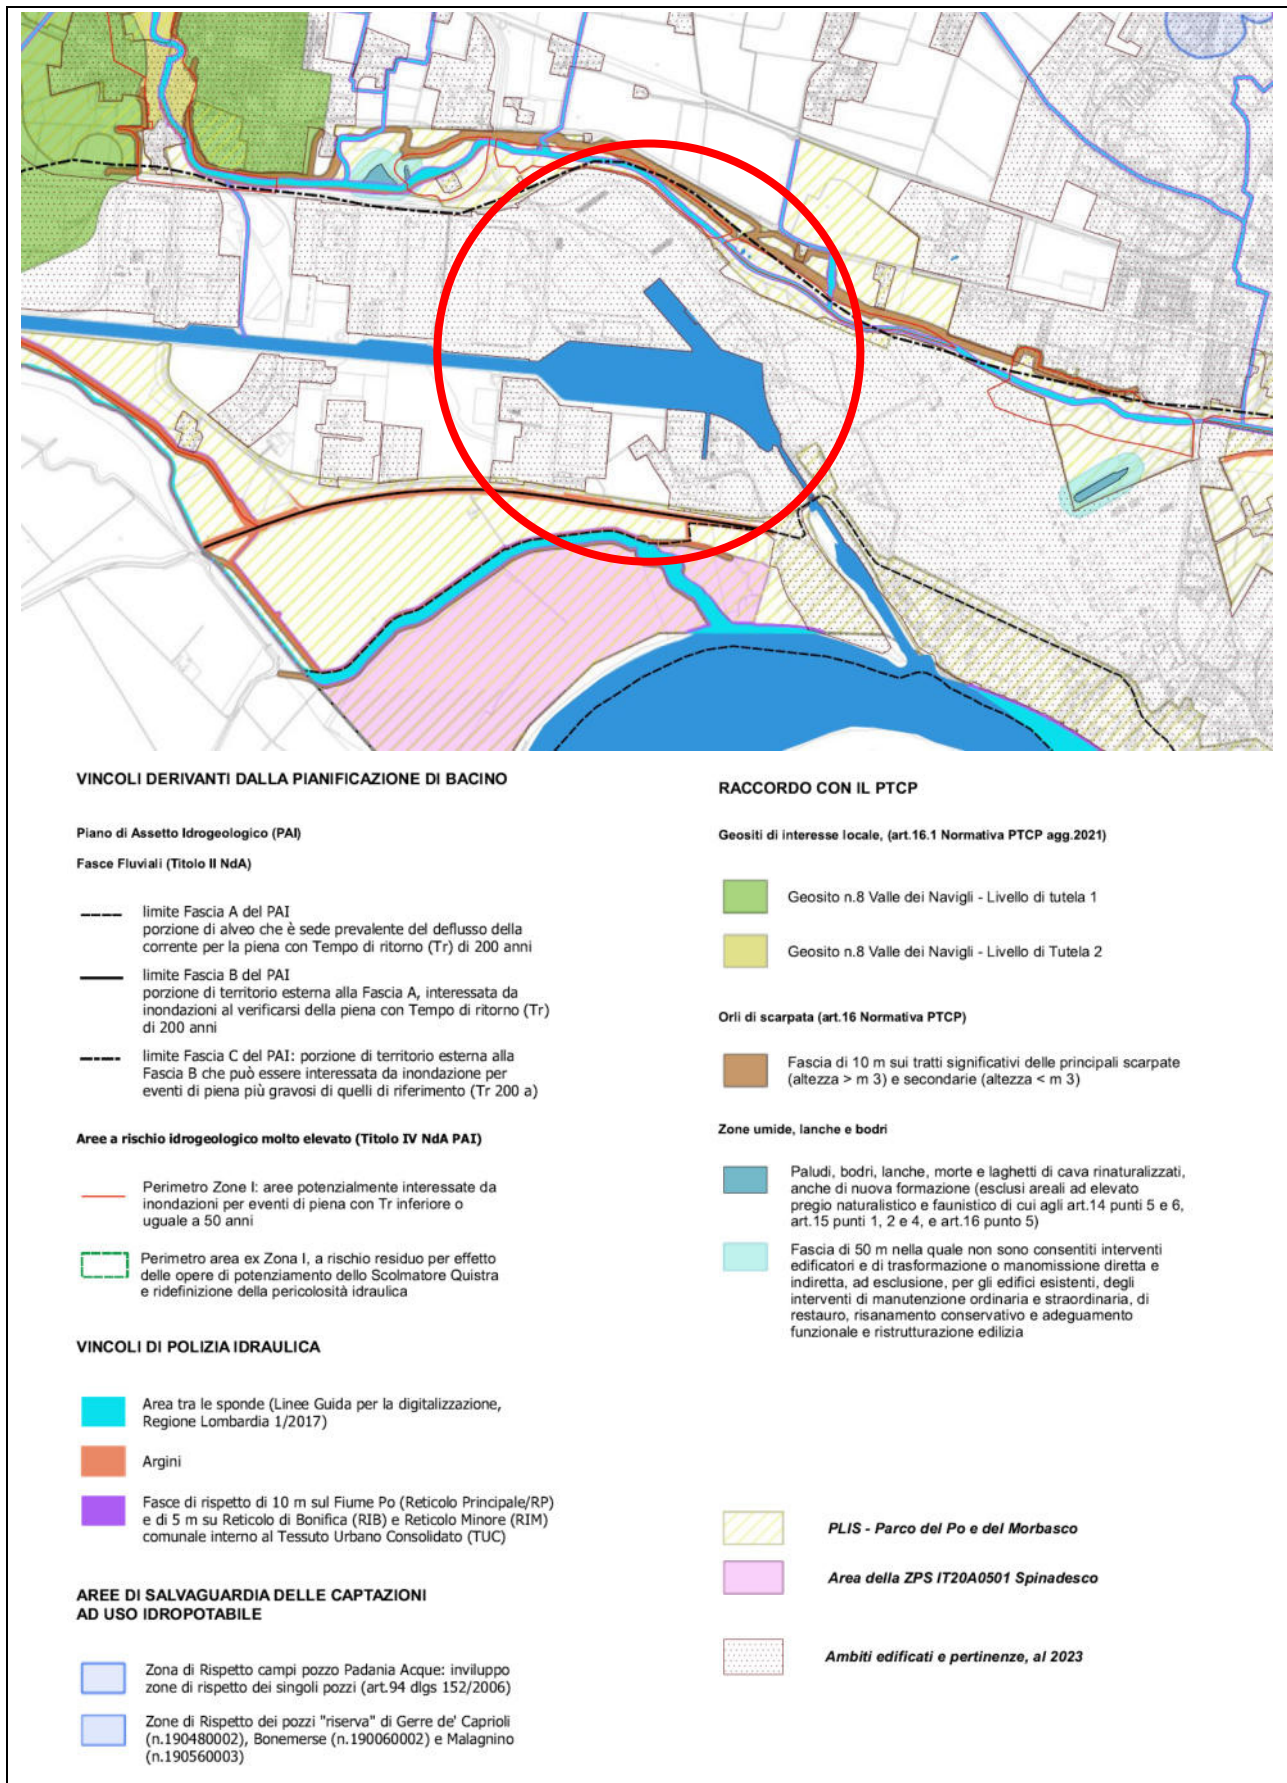 VINCOLI DERIVANTI DALLA PIANIFICAZIONE DI BACINO
Piano di Assetto Idrogeologico (PAI)
Fasce Fluviali (Titolo II NdA)
limite Fascia A del PAI
porzione di alveo che è sede prevalente del deflusso della
corrente per la piena con Tempo di ritorno (Tr) di 200 anni
limite Fascia B del PAI
porzione di territorio esterna alla Fascia A, interessata da
inondazioni al verificarsi della piena con Tempo di ritorno (Tr)
di 200 anni
limite Fascia C del PAI: porzione di territorio esterna alla
Fascia B che può essere interessata da inondazione per
eventi di piena più gravosi di quelli di riferimento (Tr 200 a)
Aree a rischio idrogeologico molto elevato (Titolo IV NdA PAI)
Perimetro Zone I: aree potenzialmente interessate da
inondazioni per eventi di piena con Tr inferiore o
uguale a 50 anni
Perimetro area ex Zona I, a rischio residuo per effetto
delle opere di potenziamento dello Scolmatore Quistra
e ridefinizione della pericolosità idraulica
VINCOLI DI POLIZIA IDRAULICA
Area tra le sponde (Linee Guida per la digitalizzazione,
Regione Lombardia 1/2017)
Argini
Fasce di rispetto di 10 m sul Fiume Po (Reticolo Principale/RP)
e di 5 m su Reticolo di Bonifica (RIB) e Reticolo Minore (RIM)
comunale interno al Tessuto Urbano Consolidato (TUC)
AREE DI SALVAGUARDIA DELLE CAPTAZIONI
AD USO IDROPOTABILE
Zona di Rispetto campi pozzo Padania Acque: inviluppo
zone di rispetto dei singoli pozzi (art.94 dlgs 152/2006)
Zone di Rispetto dei pozzi "riserva" di Gerre de' Caprioli
(n.190480002), Bonemerse (n.190060002) e Malagnino
(n.190560003)
RACCORDO CON IL PTCP
Geositi di interesse locale, (art.16.1 Normativa PTCP agg.2021)
Geosito n.8 Valle dei Navigli - Livello di tutela 1
Geosito n.8 Valle dei Navigli - Livello di Tutela 2
Orli di scarpata (art.16 Normativa PTCP)
Fascia di 10 m sui tratti significativi delle principali scarpate
(altezza > m 3) e secondarie (altezza < m 3)
Zone umide, lanche e bodri
Paludi, bodri, lanche, morte e laghetti di cava rinaturalizzati,
anche di nuova formazione (esclusi areali ad elevato
pregio naturalistico e faunistico di cui agli art.14 punti 5 e 6,
art.15 punti 1, 2 e 4, e art.16 punto 5)
Fascia di 50 m nella quale non sono consentiti interventi
edificatori e di trasformazione o manomissione diretta e
indiretta, ad esclusione, per gli edifici esistenti, degli
interventi di manutenzione ordinaria e straordinaria, di
restauro, risanamento conservativo e adeguamento
funzionale e ristrutturazione edilizia
PLIS - Parco del Po e del Morbasco
Area della ZPS IT20A0501 Spinadesco
Ambiti edificati e pertinenze, al 2023